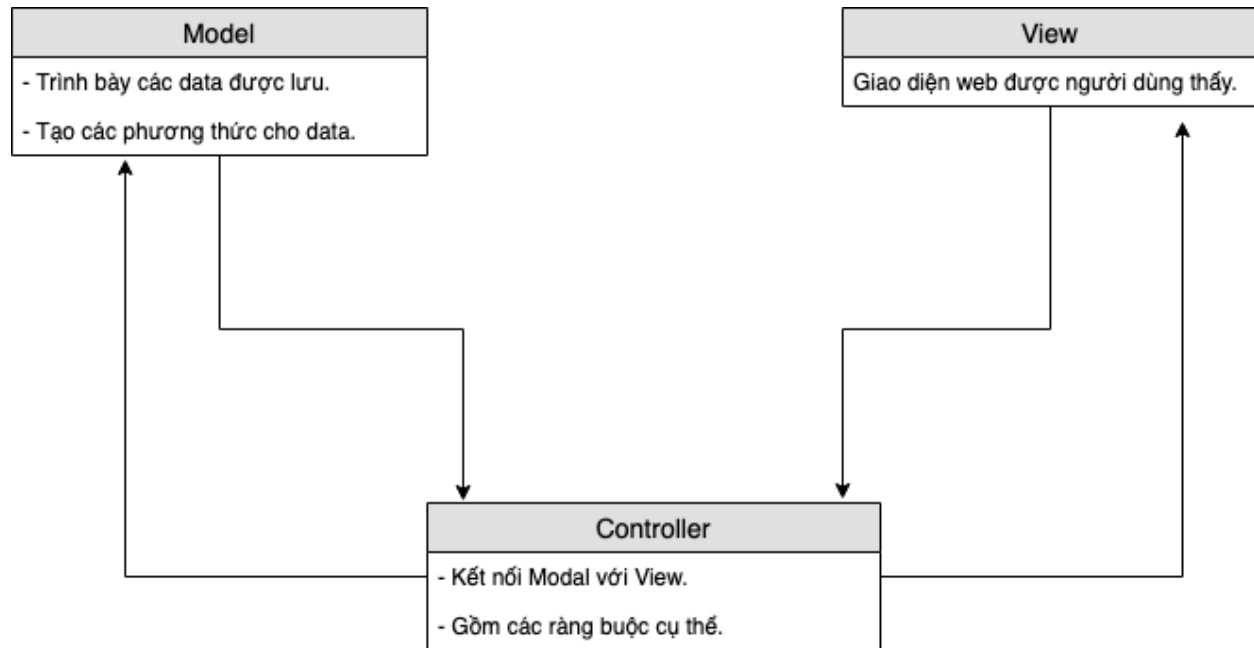 Model
- Trình bày các data được lưu.
- Tạo các phương thức cho data.
View
Giao diện web được người dùng thấy.
Controller
- Kết nối Modal với View.
- Gồm các ràng buộc cụ thể.